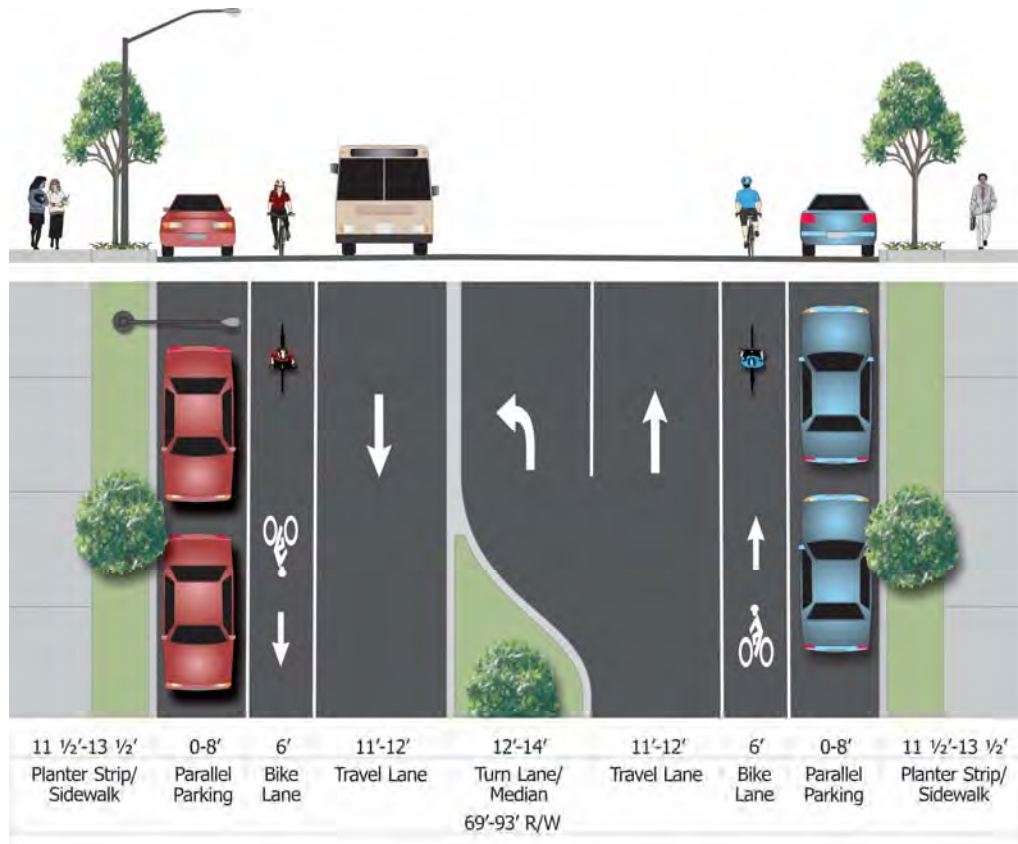 11 ½'-13 ½' 0-8' 6' 11'-12' 12'-14' 11'-12' 6' 0-8' 11 ½'-13 ½'
Planter Strip/ Parallel Bike Travel Lane Turn Lane/ Travel Lane Bike Parallel Planter Strip/
Sidewalk Parking Lane Median Lane Parking Sidewalk
69'-93' R/W